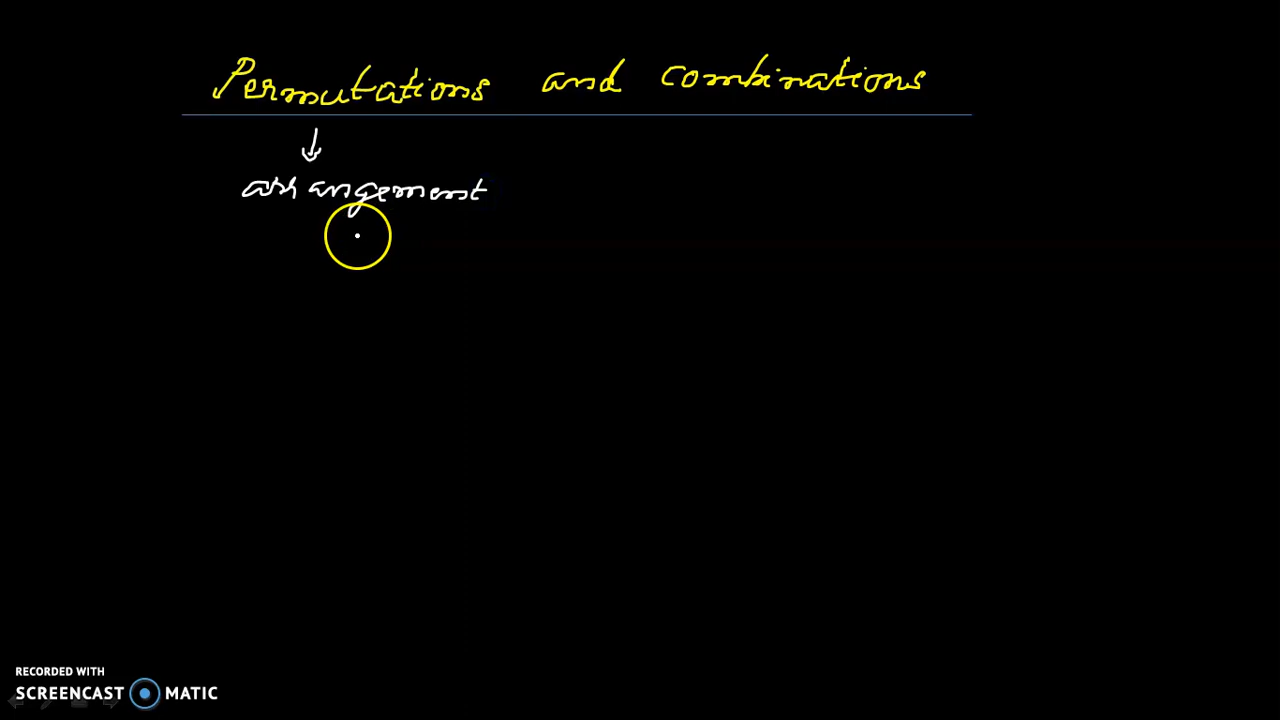 Permutations and combinations
arrangement
RECORDED WITH
SCREENCAST MATIC